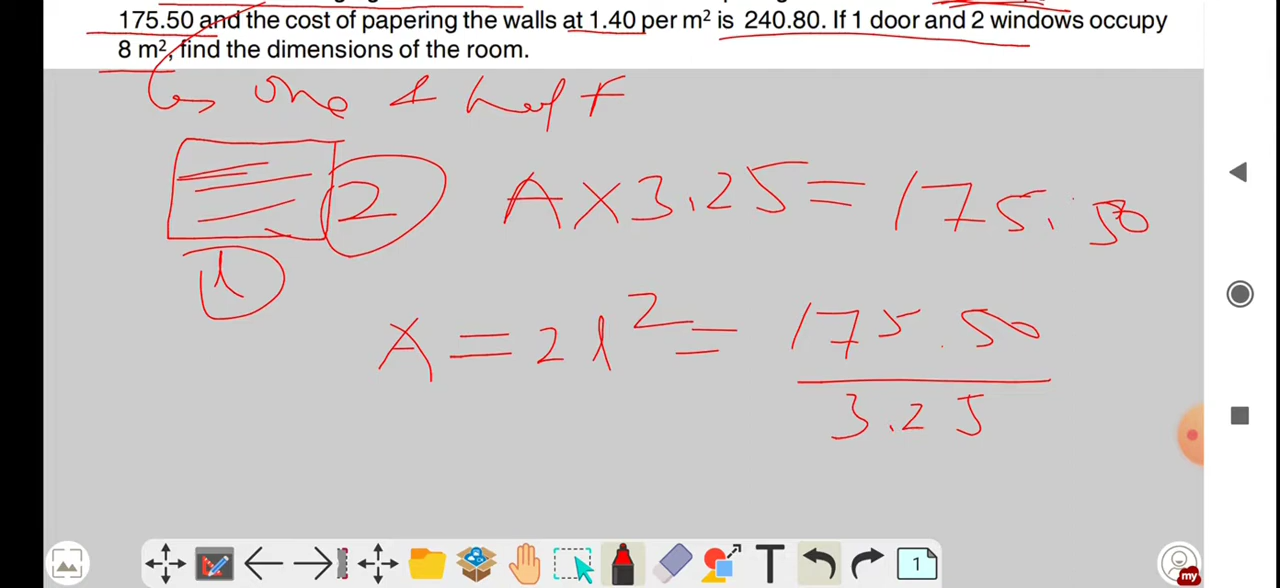 175.50 and the cost of papering the walls at 1.40 per m² is 240.80. If 1 door and 2 windows occupy
8 m², find the dimensions of the room.
one & half
2 A × 3.25 = 175.50
A = 2l² = 175.50
3.25
T 1
my